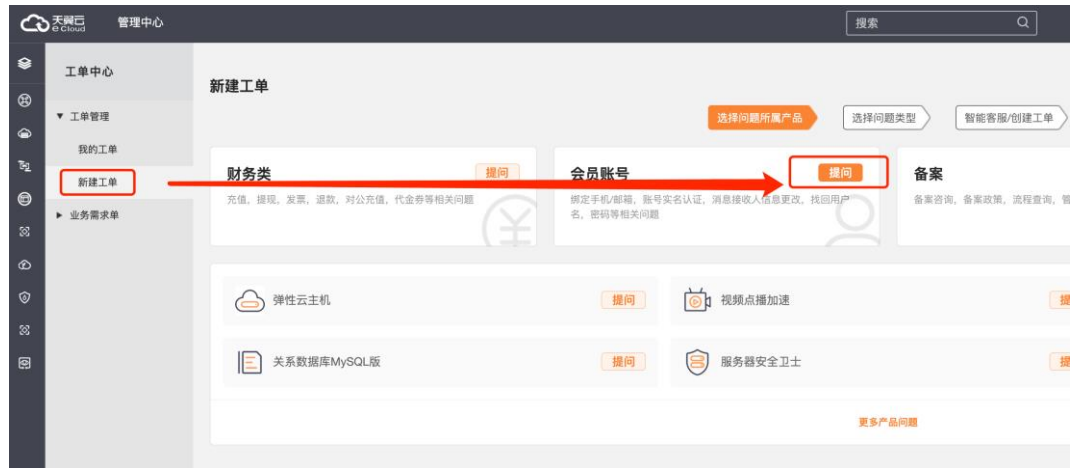 天翼云 管理中心 搜索
e Cloud
工单中心
新建工单
▼ 工单管理
选择问题所属产品 选择问题类型 智能客服/创建工单
我的工单
新建工单
财务类 提问 会员账号 提问 备案
充值，提现，发票，退款，对公充值，代金券等相关问题
绑定手机/邮箱，账号实名认证，消息接收人信息更改，找回用户
名，密码等相关问题
备案咨询，备案政策，流程查询，管
► 业务需求单
弹性云主机 提问 视频点播加速 提
关系数据库MySQL版 提问 服务器安全卫士 提
更多产品问题